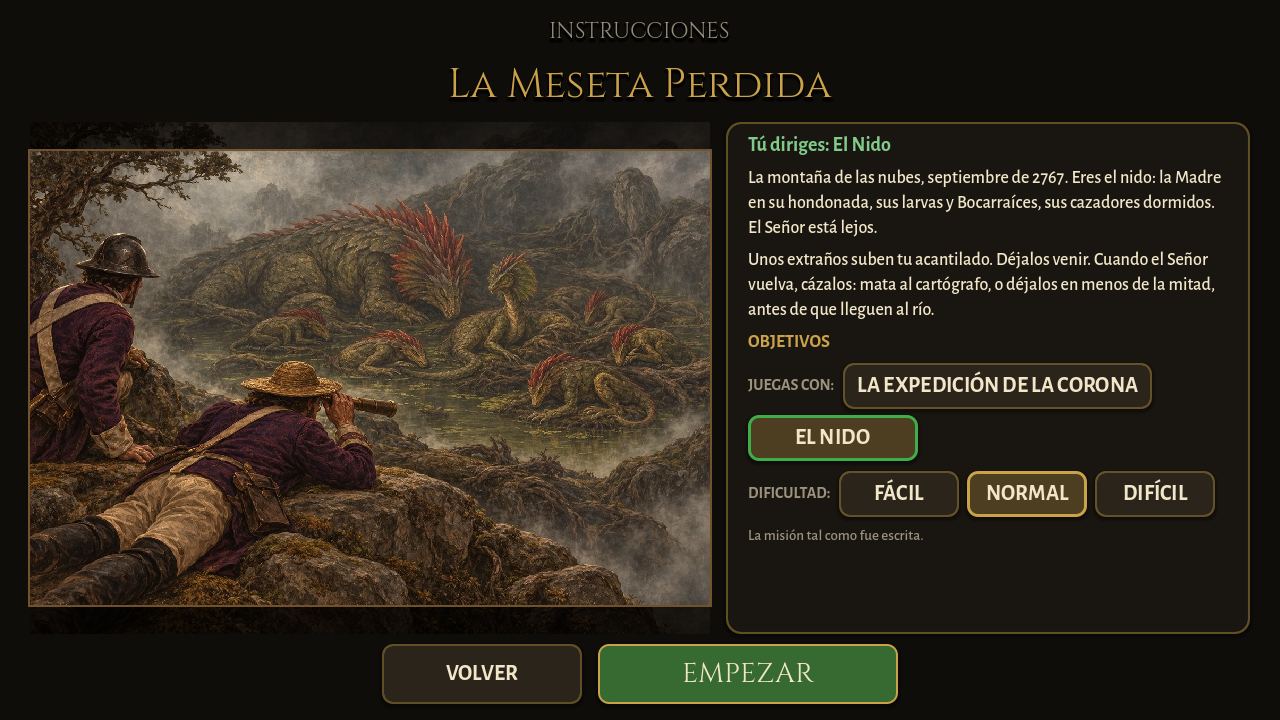 INSTRUCCIONES
La Meseta Perdida
Tú diriges: El Nido
La montaña de las nubes, septiembre de 2767. Eres el nido: la Madre
en su hondonada, sus larvas y Bocarraíces, sus cazadores dormidos.
El Señor está lejos.
Unos extraños suben tu acantilado. Déjalos venir. Cuando el Señor
vuelva, cázalos: mata al cartógrafo, o déjalos en menos de la mitad,
antes de que lleguen al río.
OBJETIVOS
JUEGAS CON: LA EXPEDICIÓN DE LA CORONA
EL NIDO
DIFICULTAD: FÁCIL NORMAL DIFÍCIL
La misión tal como fue escrita.
VOLVER EMPEZAR